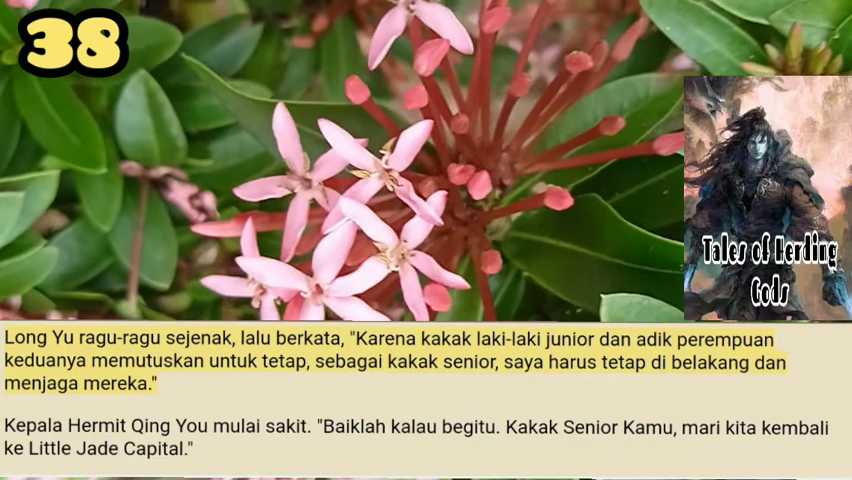 38
Tales of Herding
Gods
Long Yu ragu-ragu sejenak, lalu berkata, "Karena kakak laki-laki junior dan adik perempuan
keduanya memutuskan untuk tetap, sebagai kakak senior, saya harus tetap di belakang dan
menjaga mereka."
Kepala Hermit Qing You mulai sakit. "Baiklah kalau begitu. Kakak Senior Kamu, mari kita kembali
ke Little Jade Capital."